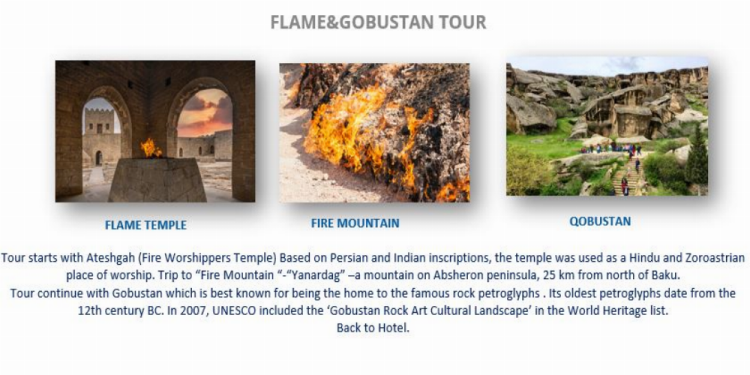 FLAME&GOBUSTAN TOUR
FLAME TEMPLE
FIRE MOUNTAIN
QOBUSTAN
Tour starts with Ateshgah (Fire Worshippers Temple) Based on Persian and Indian inscriptions, the temple was used as a Hindu and Zoroastrian
place of worship. Trip to “Fire Mountain “-“Yanardag” –a mountain on Absheron peninsula, 25 km from north of Baku.
Tour continue with Gobustan which is best known for being the home to the famous rock petroglyphs . Its oldest petroglyphs date from the
12th century BC. In 2007, UNESCO included the ‘Gobustan Rock Art Cultural Landscape’ in the World Heritage list.
Back to Hotel.